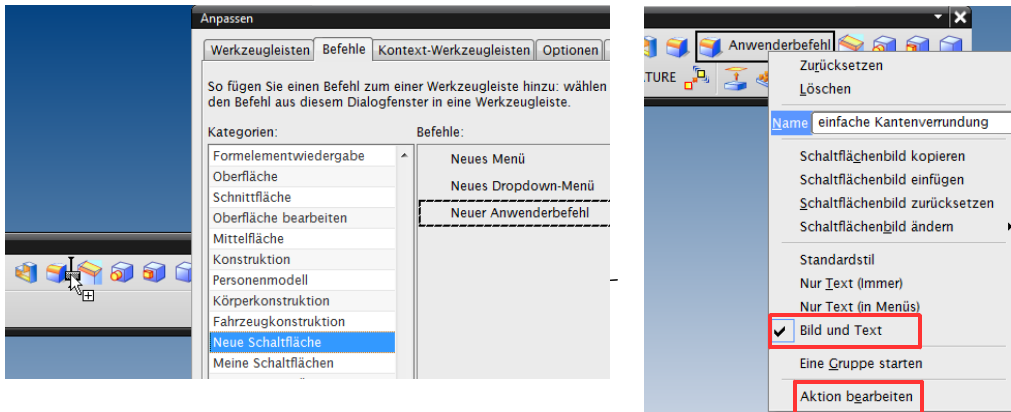 Anpassen
Werkzeugleisten Befehle Kontext-Werkzeugleisten Optionen
So fügen Sie einen Befehl zum einer Werkzeugleiste hinzu: wählen
den Befehl aus diesem Dialogfenster in eine Werkzeugleiste.
Kategorien:
Befehle:
Formelementwiedergabe
Oberfläche
Schnittfläche
Oberfläche bearbeiten
Mittelfläche
Konstruktion
Personenmodell
Körperkonstruktion
Fahrzeugkonstruktion
Neue Schaltfläche
Meine Schaltflächen
Neues Menü
Neues Dropdown-Menü
Neuer Anwenderbefehl
Anwenderbefehl
TURE
Zurücksetzen
Löschen
Name einfache Kantenverrundung
Schaltflächenbild kopieren
Schaltflächenbild einfügen
Schaltflächenbild zurücksetzen
Schaltflächenbild ändern
Standardstil
Nur Text (Immer)
Nur Text (in Menüs)
Bild und Text
Eine Gruppe starten
Aktion bearbeiten